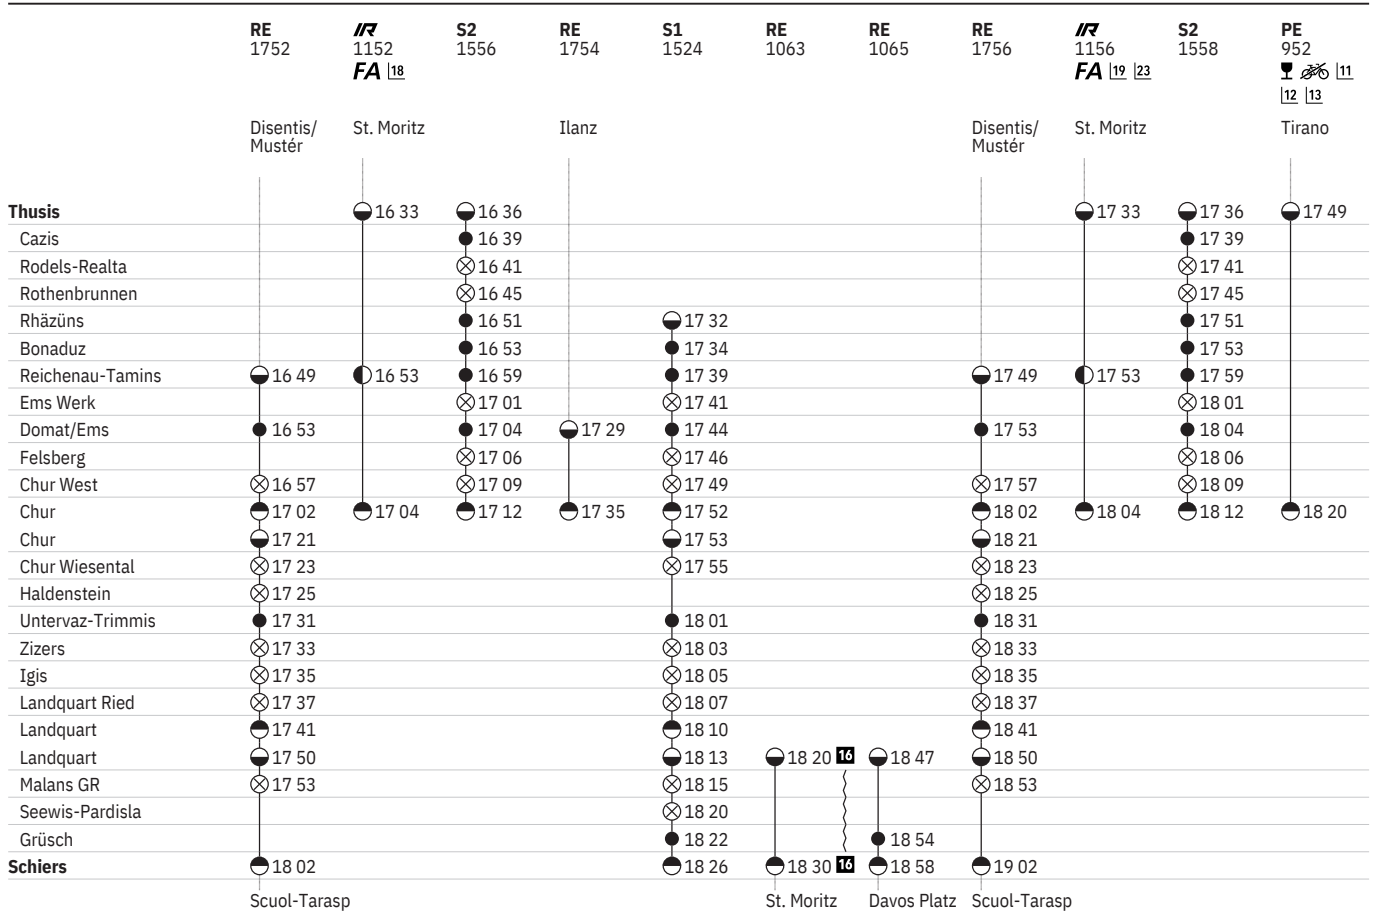 RE IR S2 RE S1 RE RE RE IR S2 PE
1752 1152 1556 1754 1524 1063 1065 1756 1156 1558 952
FA 18 FA 19 23 11
12 13
Disentis/ St. Moritz Ilanz Disentis/ St. Moritz Tirano
Mustér Mustér
Thusis 16 33 16 36 17 33 17 36 17 49
Cazis 16 39 17 39
Rodels-Realta 16 41 17 41
Rothenbrunnen 16 45 17 45
Rhäzüns 16 51 17 32 17 51
Bonaduz 16 53 17 34 17 53
Reichenau-Tamins 16 49 16 53 16 59 17 39 17 49 17 53 17 59
Ems Werk 17 01 17 41 18 01
Domat/Ems 16 53 17 04 17 29 17 44 17 53 18 04
Felsberg 17 06 17 46 18 06
Chur West 16 57 17 09 17 49 17 57 18 09
Chur 17 02 17 04 17 12 17 35 17 52 18 02 18 04 18 12 18 20
Chur 17 21 17 53 18 21
Chur Wiesental 17 23 17 55 18 23
Haldenstein 17 25 18 25
Untervaz-Trimmis 17 31 18 01 18 31
Zizers 17 33 18 03 18 33
Igis 17 35 18 05 18 35
Landquart Ried 17 37 18 07 18 37
Landquart 17 41 18 10 18 41
Landquart 17 50 18 13 18 20 16 18 47 18 50
Malans GR 17 53 18 15 18 53
Seewis-Pardisla 18 20
Grüsch 18 22 18 54
Schiers 18 02 18 26 18 30 16 18 58 19 02
Scuol-Tarasp St. Moritz Davos Platz Scuol-Tarasp